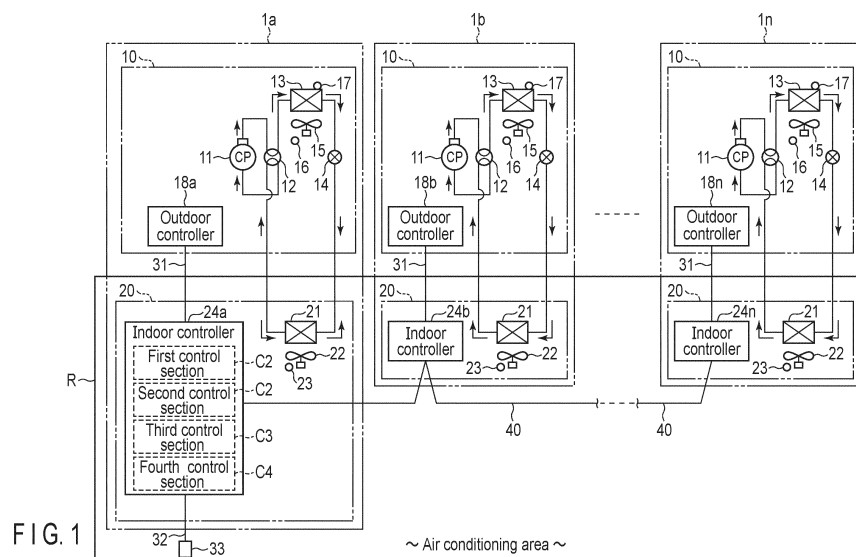 1a
1b
1n
10
10
10
13
17
13
17
13
17
CP
CP
CP
11
12
16
15
14
11
12
16
15
14
11
12
16
15
14
18a
18b
18n
Outdoor
controller
Outdoor
controller
Outdoor
controller
31
31
31
20
24a
21
20
24b
21
20
24n
21
Indoor controller
Indoor
controller
Indoor
controller
First control
section
C2
22
23
22
23
22
23
R
Second control
section
C2
Third control
section
C3
40
40
Fourth control
section
C4
FIG. 1
32
33
~ Air conditioning area ~